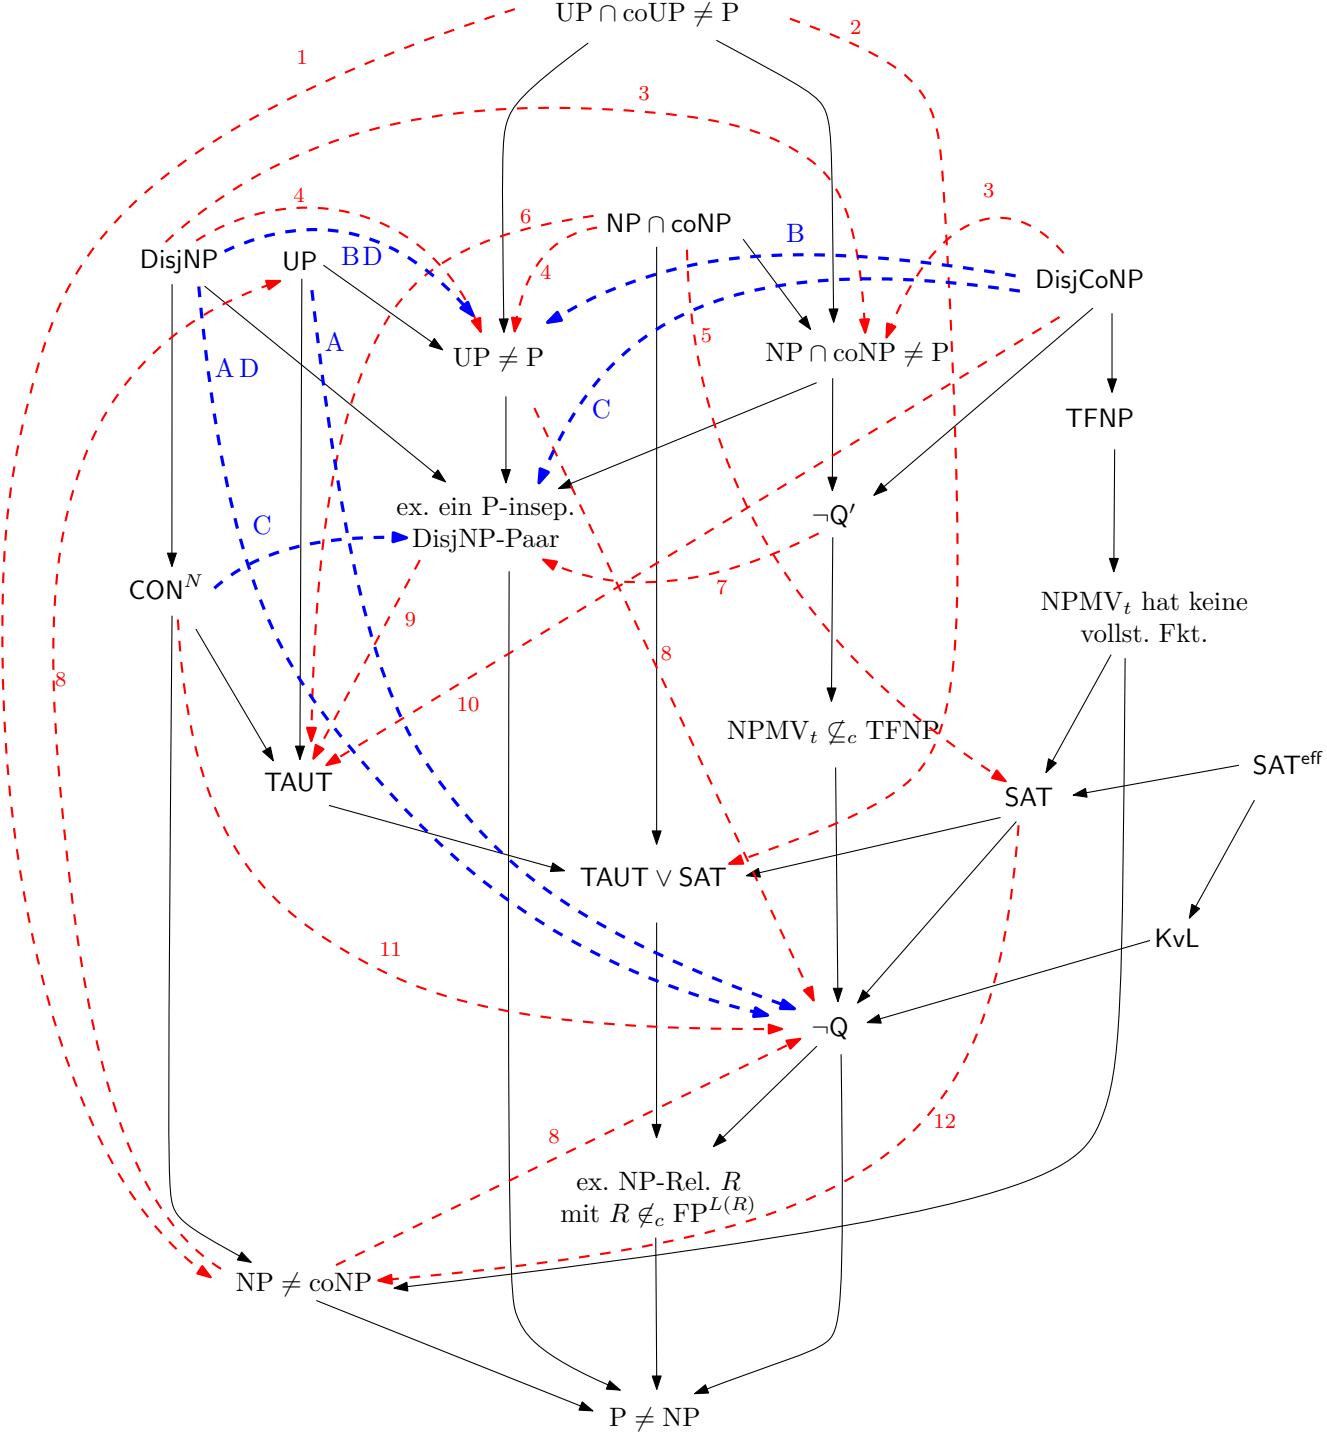 UP ∩ coUP ≠ P
2
1
3
3
4
6
NP ∩ coNP
B
DisjNP
UP
B D
4
DisjCoNP
5
A
UP ≠ P
NP ∩ coNP ≠ P
A D
C
TFNP
ex. ein P-insep.
DisjNP-Paar
¬Q′
C
CON^N
7
NPMV_t hat keine
vollst. Fkt.
9
8
8
10
NPMV_t ⊈_c TFNP
TAUT
SAT^eff
SAT
TAUT ∨ SAT
KvL
11
¬Q
12
8
ex. NP-Rel. R
mit R ∉_c FP^L(R)
NP ≠ coNP
P ≠ NP